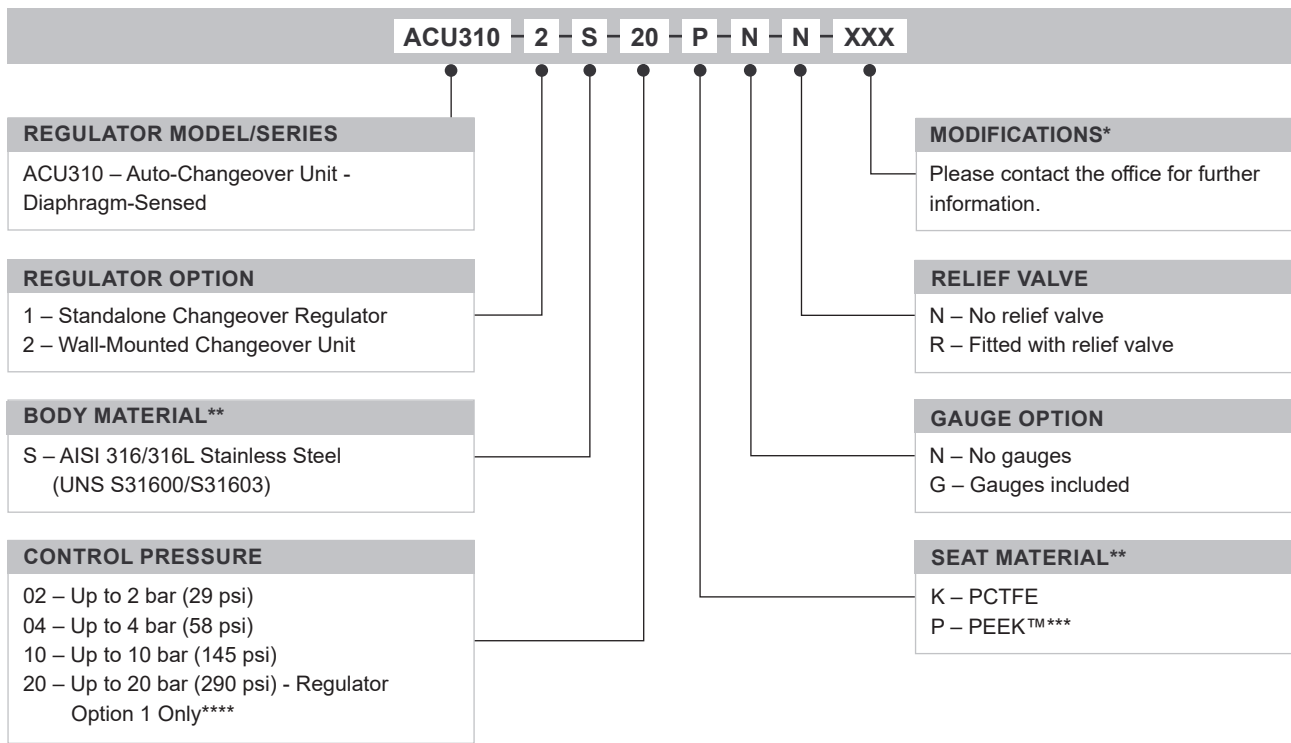 ACU310 2 S 20 P N N XXX
REGULATOR MODEL/SERIES
ACU310 – Auto-Changeover Unit -
Diaphragm-Sensed
REGULATOR OPTION
1 – Standalone Changeover Regulator
2 – Wall-Mounted Changeover Unit
BODY MATERIAL**
S – AISI 316/316L Stainless Steel
(UNS S31600/S31603)
CONTROL PRESSURE
02 – Up to 2 bar (29 psi)
04 – Up to 4 bar (58 psi)
10 – Up to 10 bar (145 psi)
20 – Up to 20 bar (290 psi) - Regulator
Option 1 Only****
MODIFICATIONS*
Please contact the office for further
information.
RELIEF VALVE
N – No relief valve
R – Fitted with relief valve
GAUGE OPTION
N – No gauges
G – Gauges included
SEAT MATERIAL**
K – PCTFE
P – PEEK™***